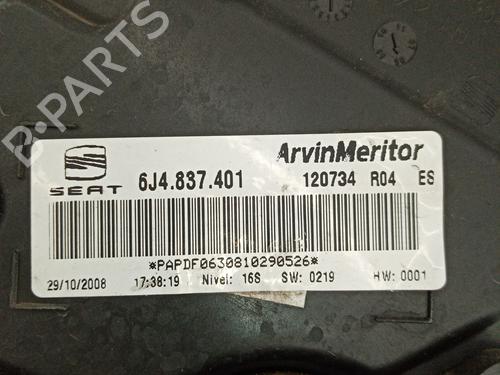 B-PARTS
SEAT
6J4.837.401
ArvinMeritor
120734 R04 ES
*PAPDF0630810290526*
29/10/2008 17:38:19 Nivel: 16S SW: 0219 HW: 0001